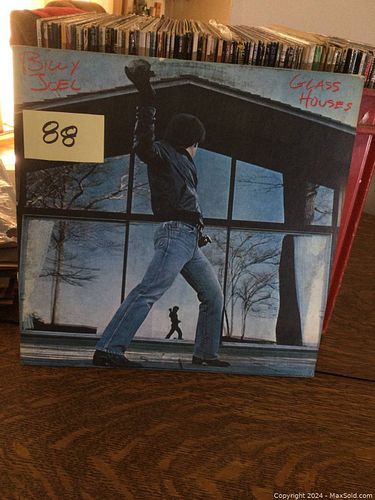 BILLY
JOEL
GLASS
HOUSES
88
Copyright © 2024 - MaxSold.com